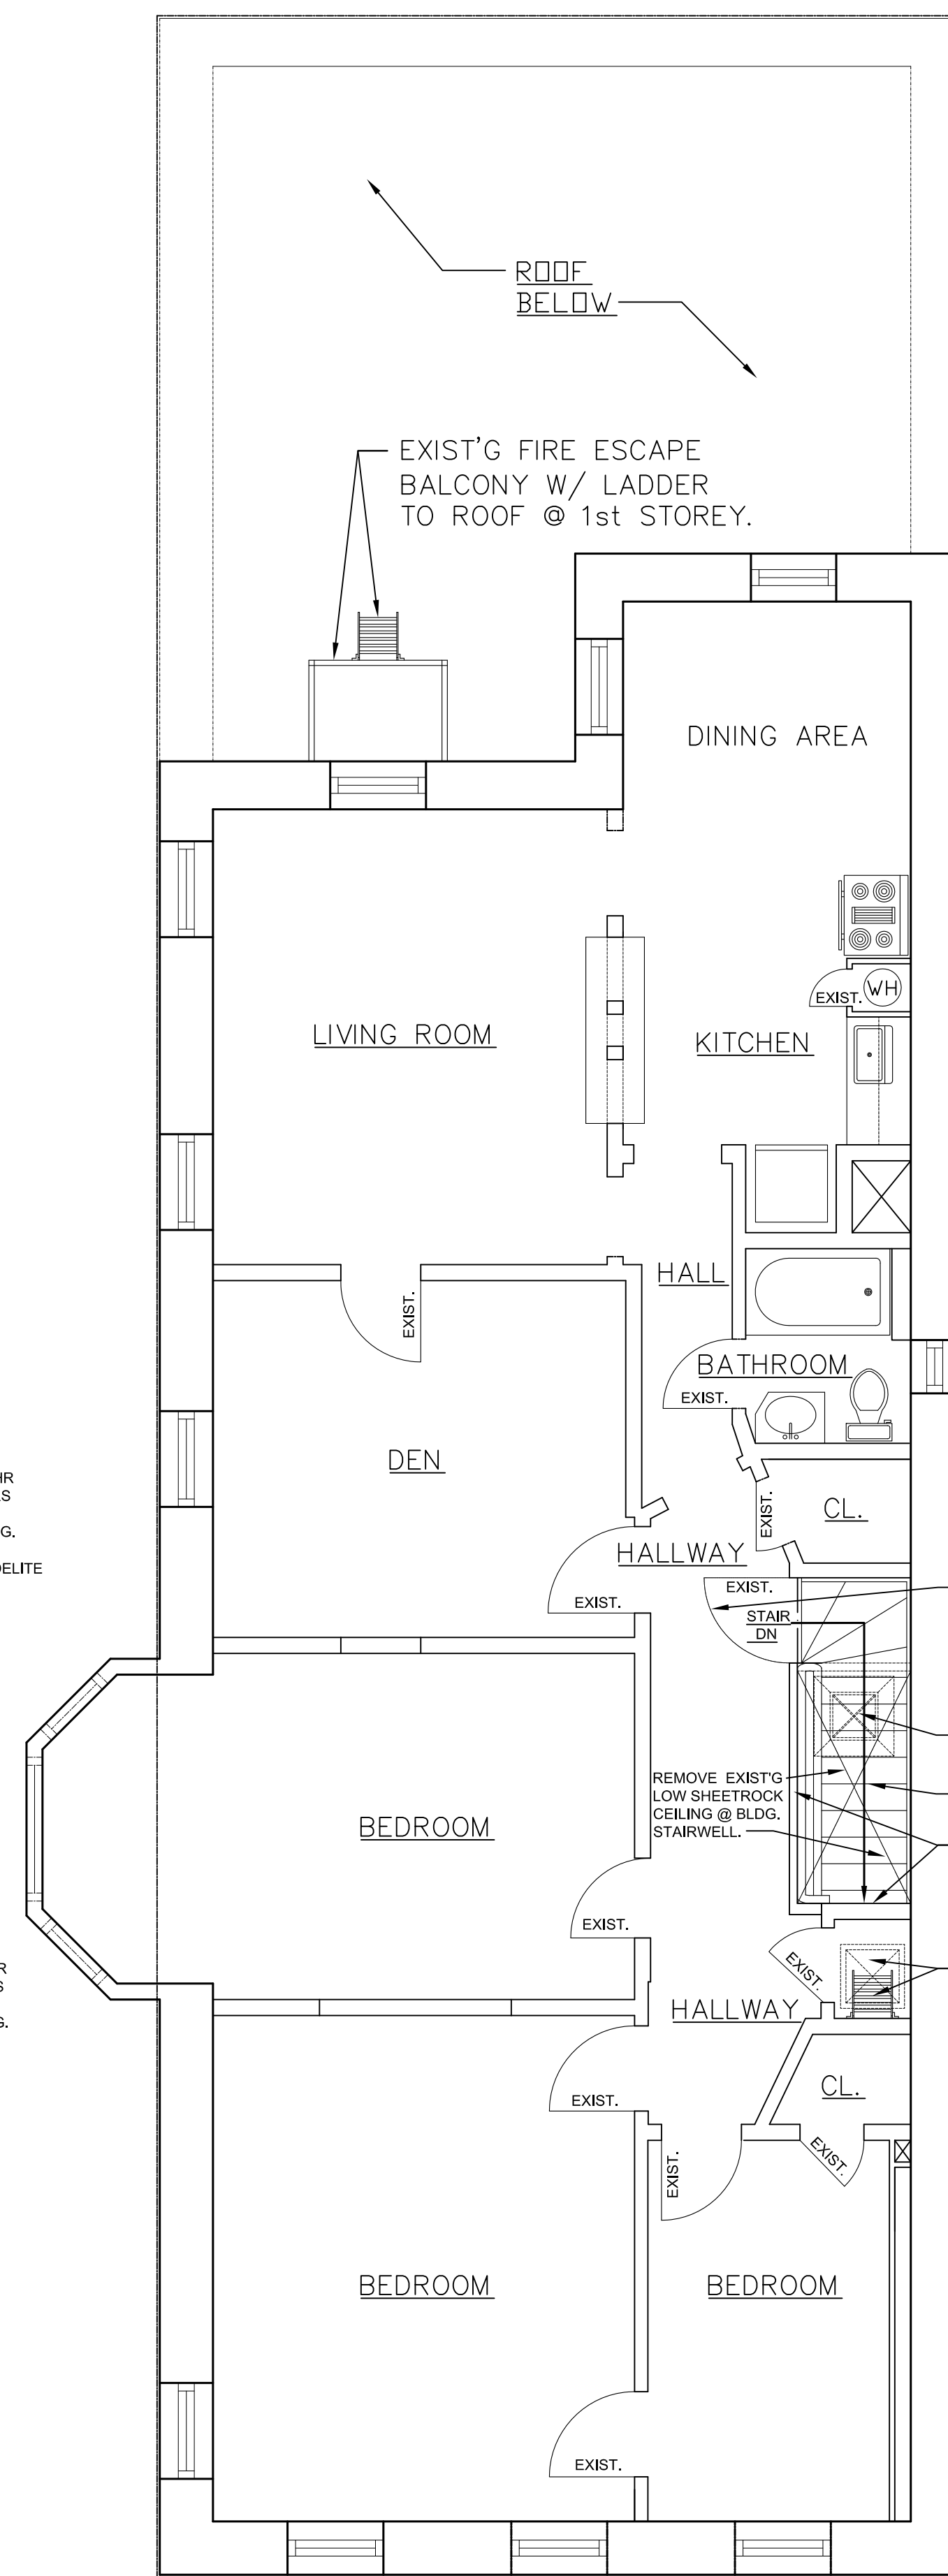 ROOF
BELOW
EXIST'G FIRE ESCAPE
BALCONY W/ LADDER
TO ROOF @ 1st STOREY.
DINING AREA
WH
EXIST.
LIVING ROOM
KITCHEN
HALL
EXIST.
BATHROOM
EXIST.
DEN
CL.
EXIST.
HALLWAY
EXIST.
EXIST.
STAIR
DN
REMOVE EXIST'G
LOW SHEETROCK
CEILING @ BLDG.
STAIRWELL.
BEDROOM
EXIST.
EXIST.
HALLWAY
EXIST.
CL.
EXIST.
EXIST.
BEDROOM
BEDROOM
EXIST.